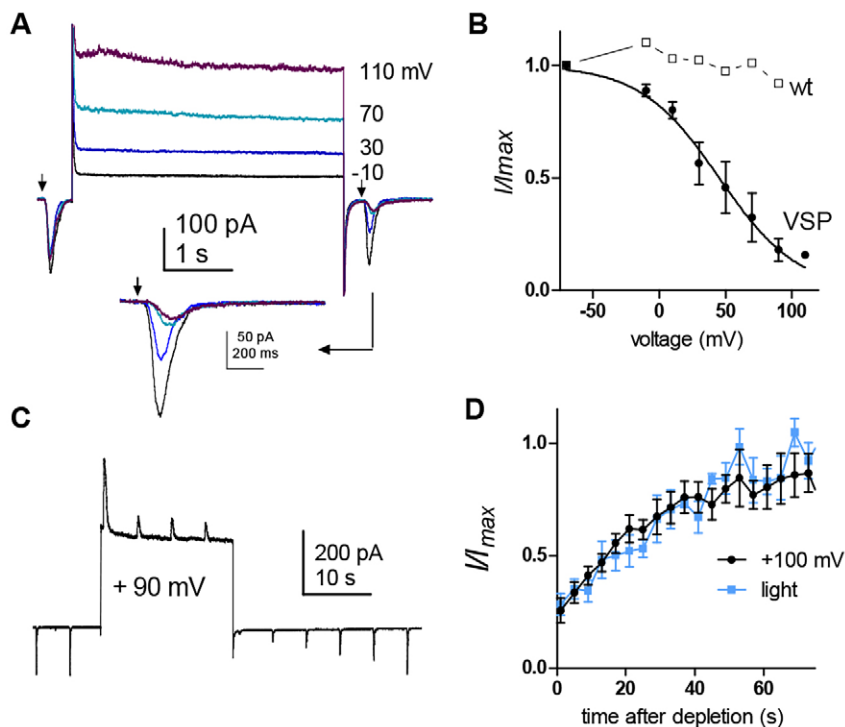 A
110 mV
70
30
-10
100 pA
1 s
50 pA
200 ms
B
1.0
0.5
0.0
I/Imax
wt
VSP
-50
0
50
100
voltage (mV)
C
+ 90 mV
200 pA
10 s
D
1.0
0.5
0.0
I/Imax
+100 mV
light
0
20
40
60
time after depletion (s)